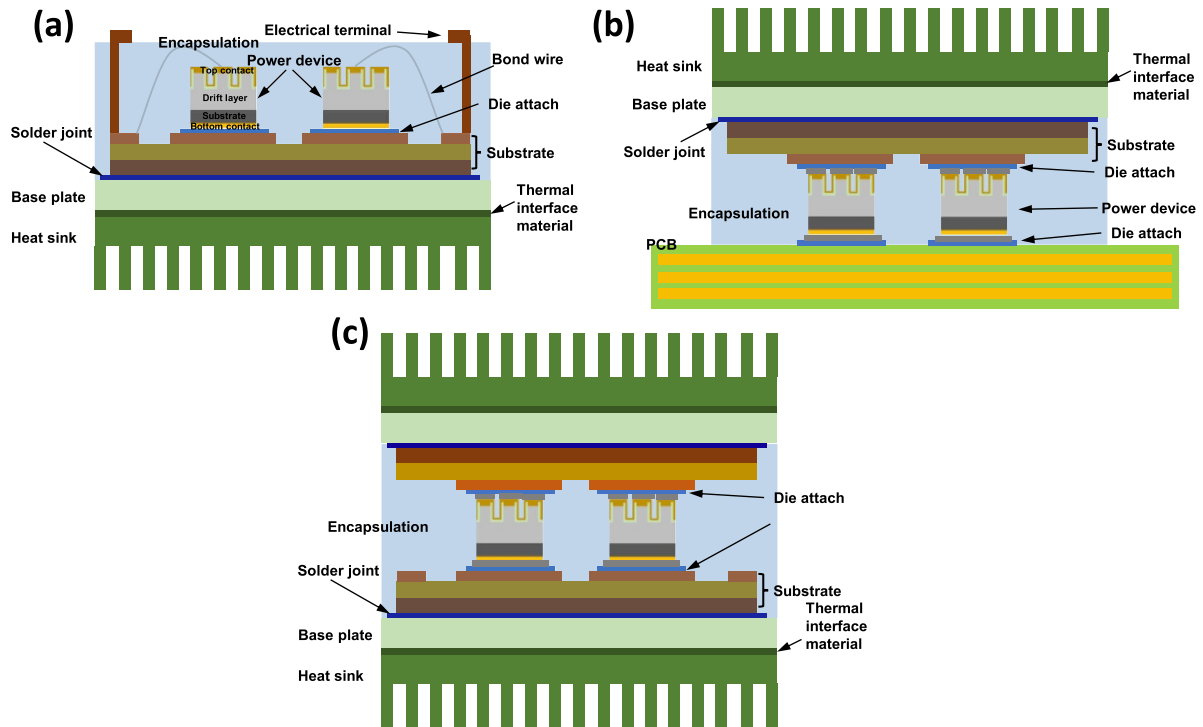 (a)
Electrical terminal
Encapsulation
Power device
Bond wire
Top contact
Drift layer
Substrate
Bottom contact
Die attach
Solder joint
Substrate
Base plate
Thermal
interface
material
Heat sink
(b)
Heat sink
Thermal
interface
material
Base plate
Solder joint
Substrate
Die attach
Encapsulation
Power device
Die attach
PCB
(c)
Die attach
Encapsulation
Solder joint
Substrate
Base plate
Thermal
interface
material
Heat sink